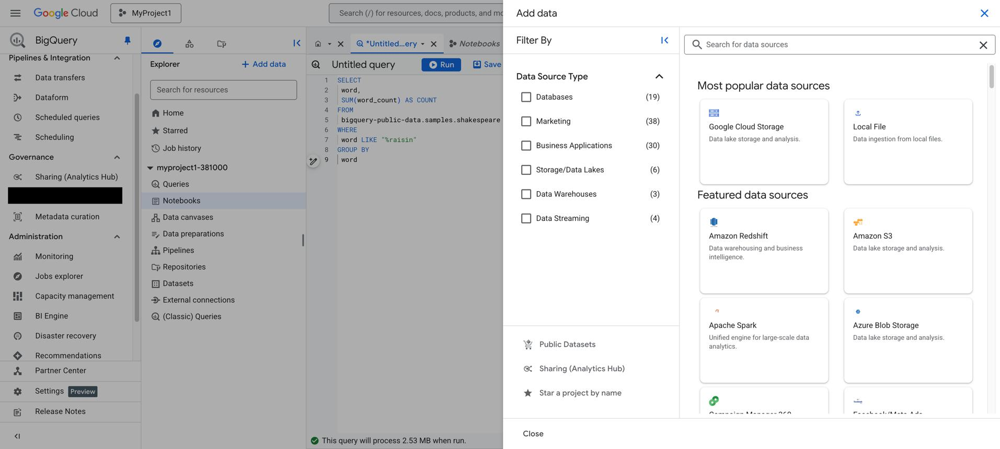 Google Cloud
MyProject1
Search (/) for resources, docs, products, and mo
BigQuery
Pipelines & Integration
Data transfers
Dataform
Scheduled queries
Scheduling
Governance
Sharing (Analytics Hub)
Metadata curation
Administration
Monitoring
Jobs explorer
Capacity management
BI Engine
Disaster recovery
Recommendations
Partner Center
Settings Preview
Release Notes
Explorer
+ Add data
Search for resources
Home
Starred
Job history
myproject1-381000
Queries
Notebooks
Data canvases
Data preparations
Pipelines
Repositories
Datasets
External connections
(Classic) Queries
*Untitled...ery
Notebooks
Untitled query
Run
Save
1 SELECT
2 word,
3 SUM(word_count) AS COUNT
4 FROM
5 bigquery-public-data.samples.shakespeare
6 WHERE
7 word LIKE "%raisin"
8 GROUP BY
9 word
This query will process 2.53 MB when run.
Add data
Filter By
Data Source Type
Databases (19)
Marketing (38)
Business Applications (30)
Storage/Data Lakes (6)
Data Warehouses (3)
Data Streaming (4)
Public Datasets
Sharing (Analytics Hub)
Star a project by name
Search for data sources
Most popular data sources
Google Cloud Storage
Data lake storage and analysis.
Local File
Data ingestion from local files.
Featured data sources
Amazon Redshift
Data warehousing and business
intelligence.
Amazon S3
Data lake storage and analysis.
Apache Spark
Unified engine for large-scale data
analytics.
Azure Blob Storage
Data lake storage and analysis.
Campaign Manager 360
Facebook/Meta Ads
Close